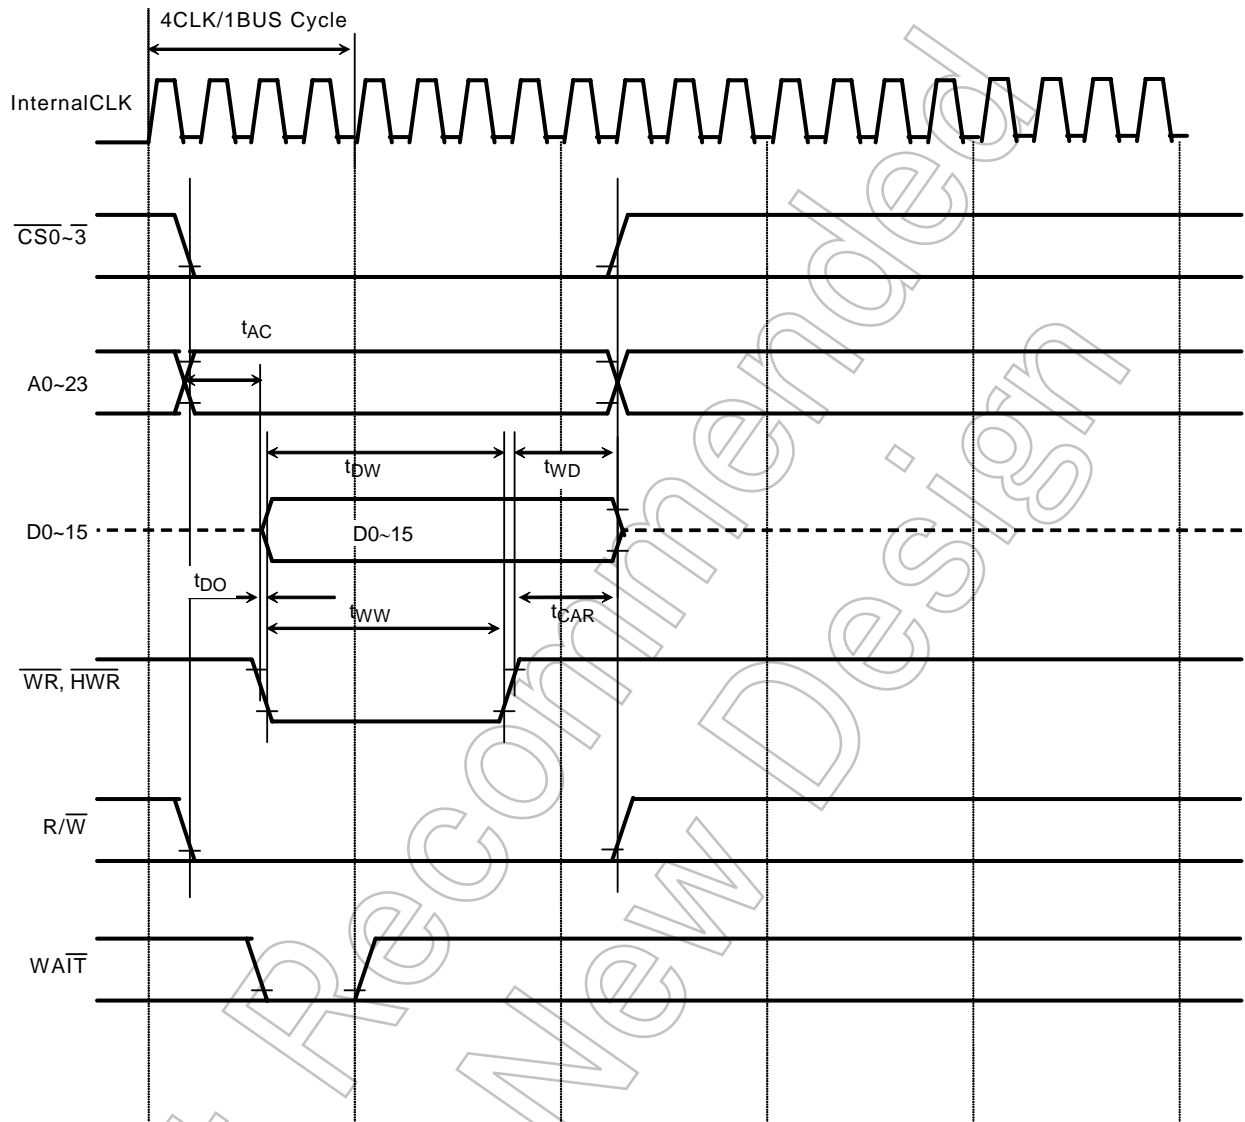 4CLK/1BUS Cycle
InternalCLK
CS0~3
tAC
A0~23
tDW
tWD
D0~15
D0~15
tDO
tWW
tCAR
WR, HWR
R/W
WAIT
Recommended
New Design